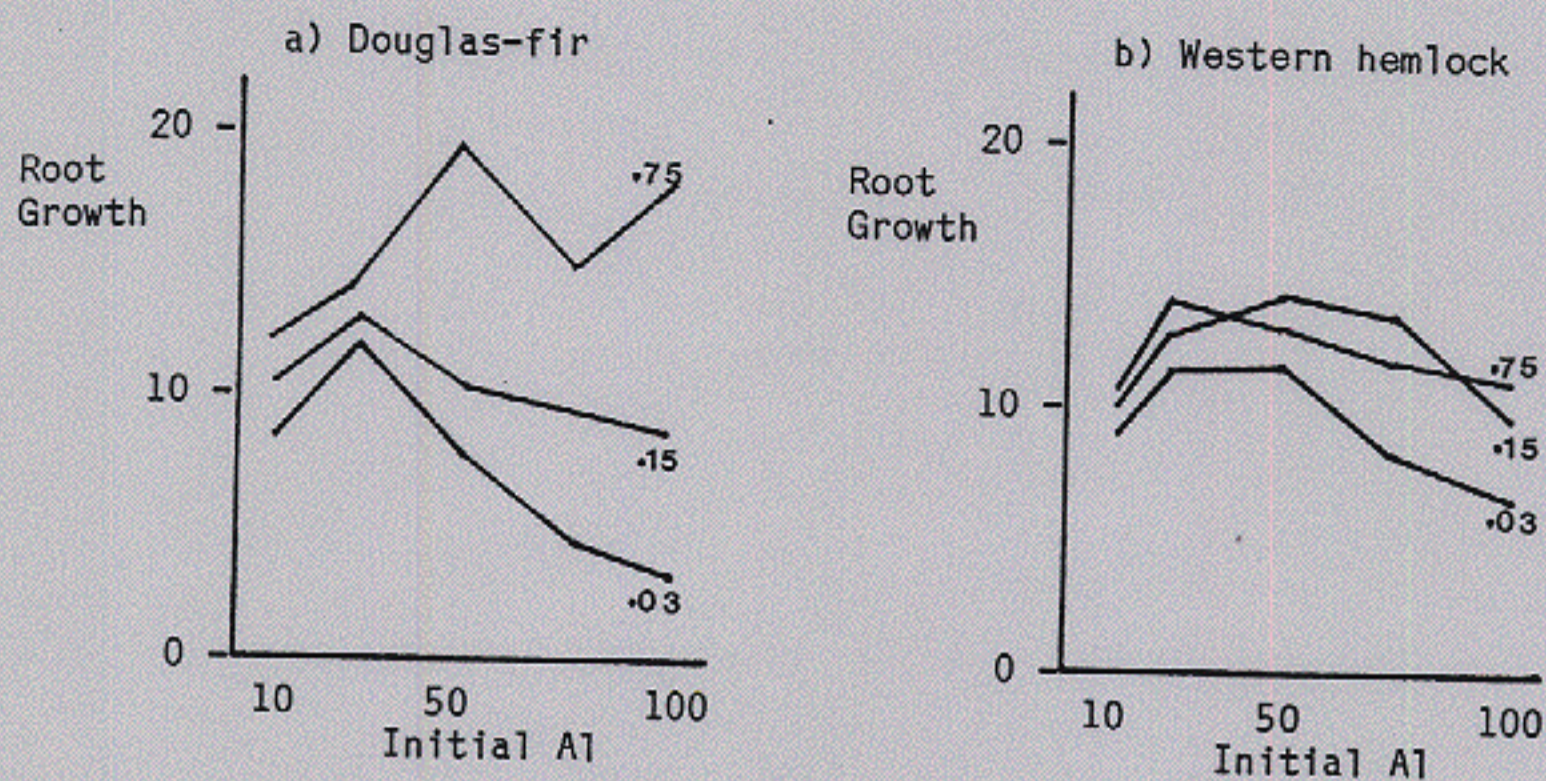 a) Douglas-fir
20
Root
Growth
.75
10
.15
.03
0
10 50 100
Initial Al
b) Western hemlock
20
Root
Growth
.75
10
.15
.03
0
10 50 100
Initial Al